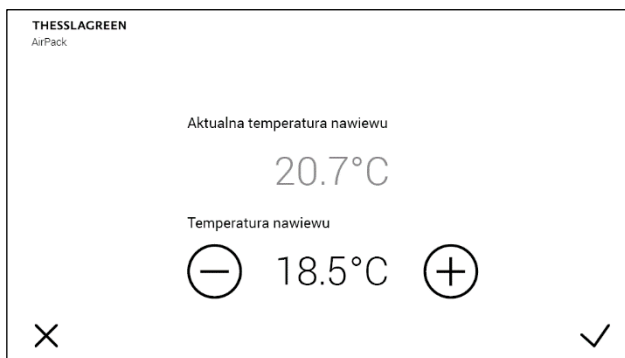 THESSLAGREEN
AirPack
Aktualna temperatura nawiewu
20.7°C
Temperatura nawiewu
18.5°C